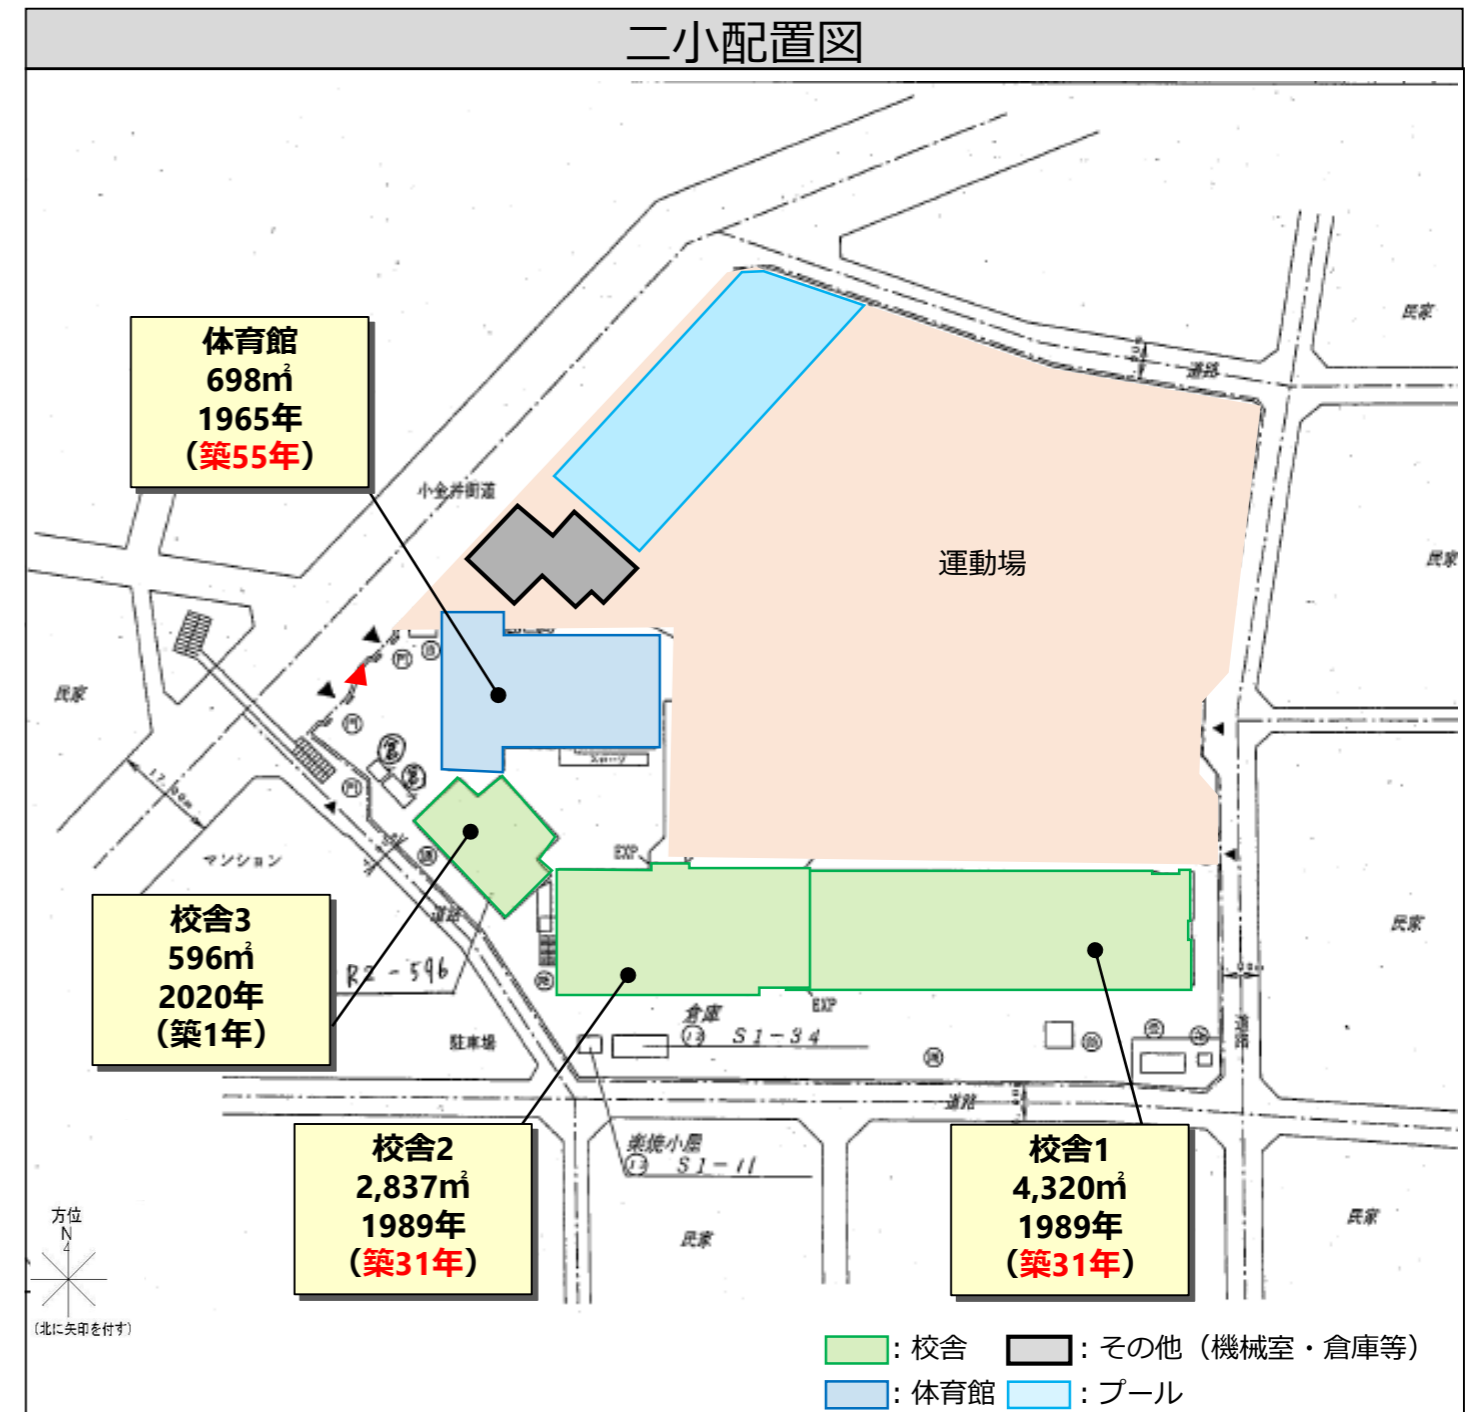 二小配置図
体育館
698㎡
1965年
（築55年）
小金井街道
道路
民家
民家
運動場
民家
17.00m
マンション
EXP
校舎3
596㎡
2020年
（築1年）
道路
R2-596
民家
駐車場
倉庫
S1-34
EXP
道路
楽焼小屋
S1-11
校舎2
2,837㎡
1989年
（築31年）
校舎1
4,320㎡
1989年
（築31年）
民家
民家
方位
N
(北に矢印を付す)
：校舎
：その他（機械室・倉庫等）
：体育館
：プール